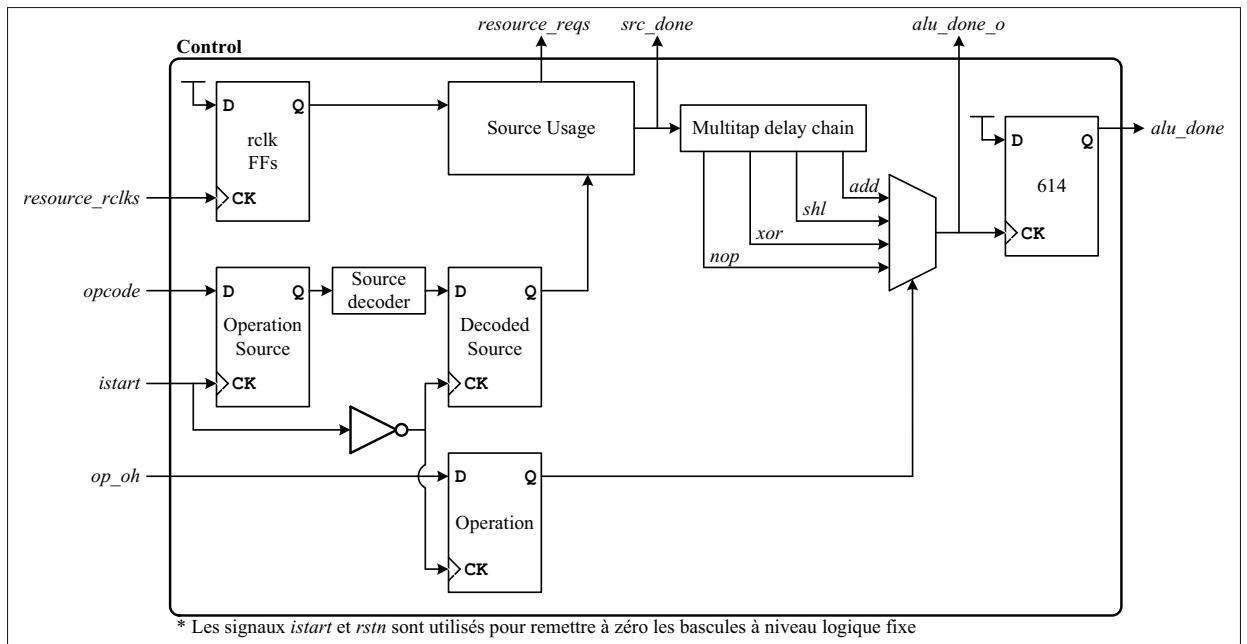 resource_reqs
src_done
alu_done_o
Control
D
Q
rclk
FFs
CK
resource_rclks
Source Usage
Multitap delay chain
D
Q
614
CK
alu_done
add
shl
xor
nop
opcode
D
Q
Operation
Source
CK
Source
decoder
D
Q
Decoded
Source
CK
istart
op_oh
D
Q
Operation
CK
* Les signaux istart et rstn sont utilisés pour remettre à zéro les bascules à niveau logique fixe